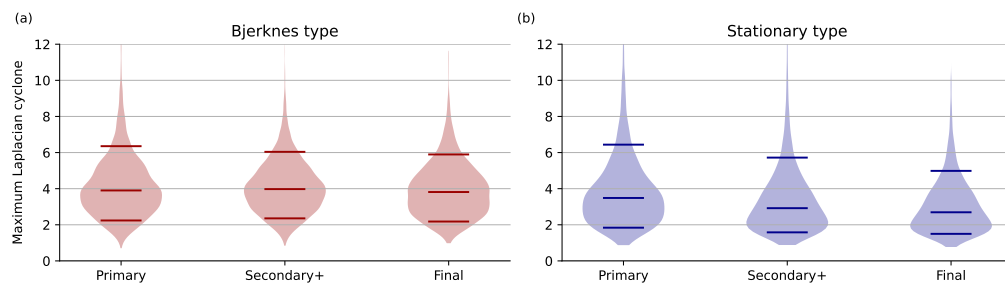 (a)
Bjerknes type
Maximum Laplacian cyclone
12
10
8
6
4
2
0
Primary
Secondary+
Final
(b)
Stationary type
12
10
8
6
4
2
0
Primary
Secondary+
Final